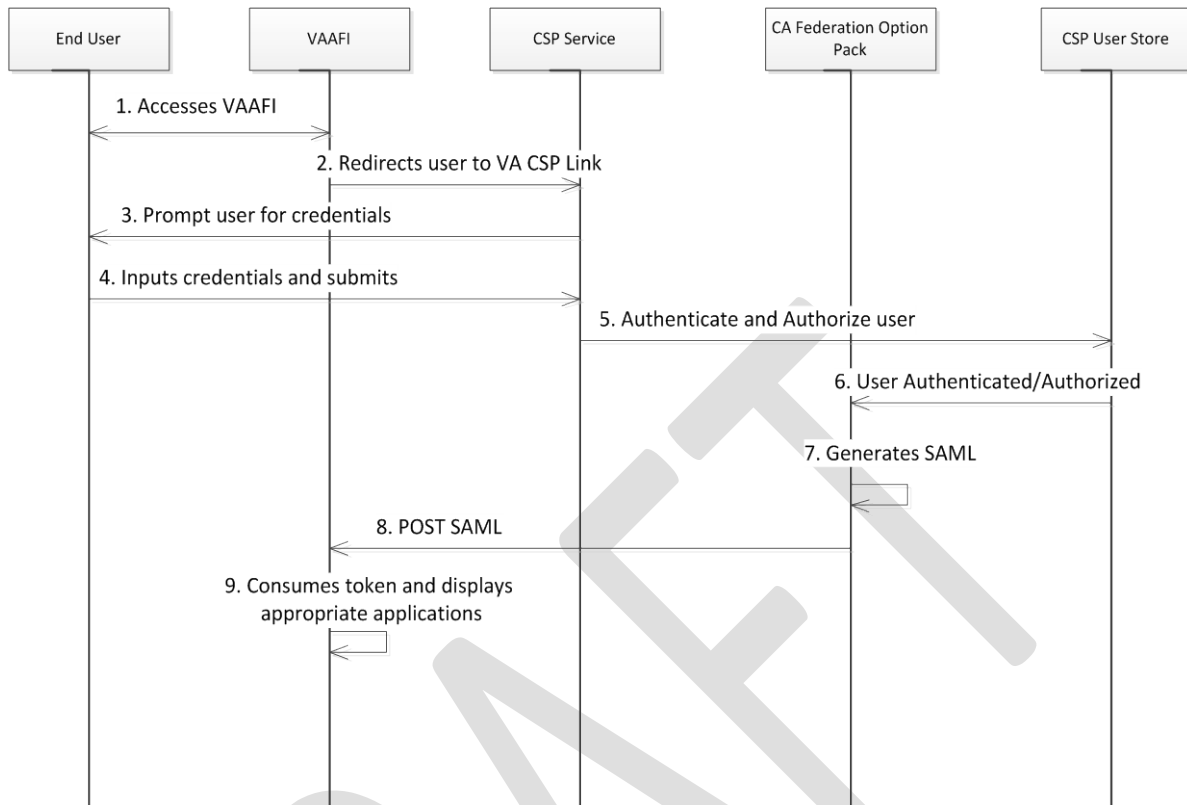 End User
VAAFI
CSP Service
CA Federation Option
Pack
CSP User Store
1. Accesses VAAFI
2. Redirects user to VA CSP Link
3. Prompt user for credentials
4. Inputs credentials and submits
5. Authenticate and Authorize user
6. User Authenticated/Authorized
7. Generates SAML
8. POST SAML
9. Consumes token and displays
appropriate applications